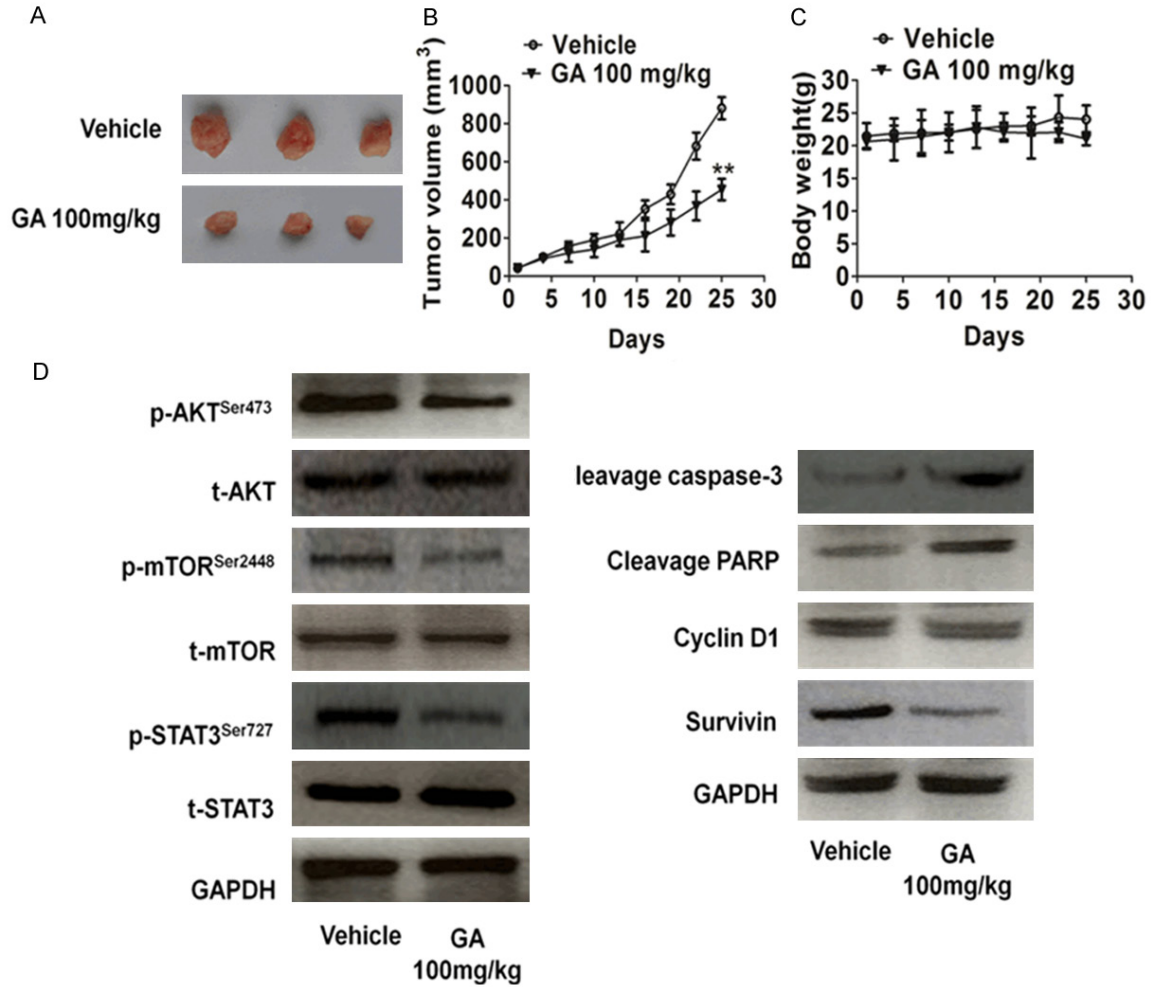 A
Vehicle
GA 100mg/kg
B
Vehicle
GA 100 mg/kg
Tumor volume (mm³)
1000
800
600
400
200
0
**
0 5 10 15 20 25 30
Days
C
Vehicle
GA 100 mg/kg
Body weight(g)
30
25
20
15
10
5
0
0 5 10 15 20 25 30
Days
D
p-AKTSer473
t-AKT
p-mTORSer2448
t-mTOR
p-STAT3Ser727
t-STAT3
GAPDH
Vehicle GA
100mg/kg
leavage caspase-3
Cleavage PARP
Cyclin D1
Survivin
GAPDH
Vehicle GA
100mg/kg